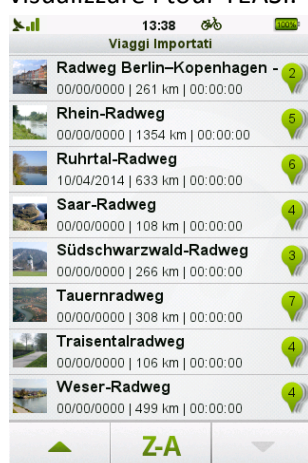 13:38
100%
Viaggi Importati
Radweg Berlin–Kopenhagen -
00/00/0000 | 261 km | 00:00:00
2
Rhein-Radweg
00/00/0000 | 1354 km | 00:00:00
5
Ruhrtal-Radweg
10/04/2014 | 633 km | 00:00:00
6
Saar-Radweg
00/00/0000 | 108 km | 00:00:00
4
Südschwarzwald-Radweg
00/00/0000 | 266 km | 00:00:00
3
Tauernradweg
00/00/0000 | 308 km | 00:00:00
7
Traisentalradweg
00/00/0000 | 106 km | 00:00:00
4
Weser-Radweg
00/00/0000 | 499 km | 00:00:00
4
Z-A